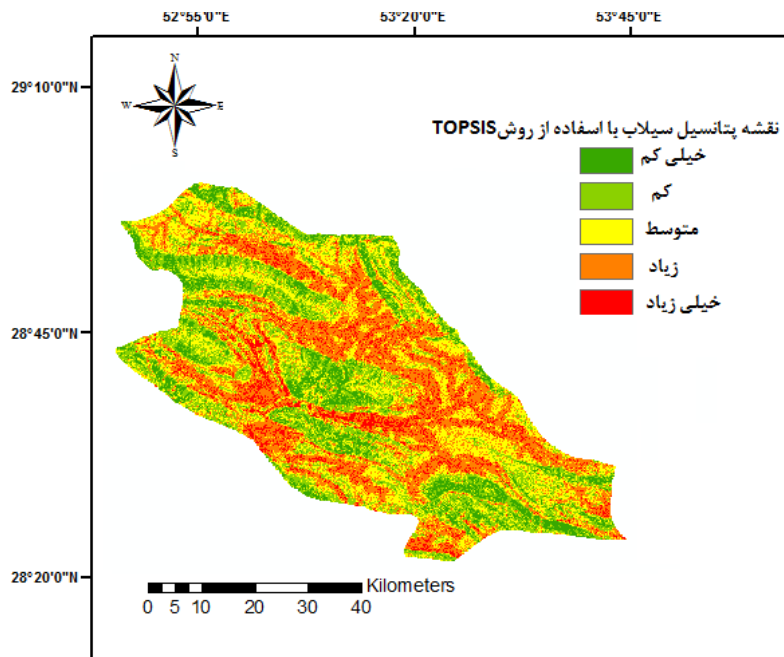 52°55'0"E
53°20'0"E
53°45'0"E
29°10'0"N
N
W
E
S
نقشه پتانسیل سیلاب با اسفاده از روش TOPSIS
خیلی کم
کم
متوسط
زیاد
خیلی زیاد
28°45'0"N
28°20'0"N
Kilometers
0 5 10 20 30 40